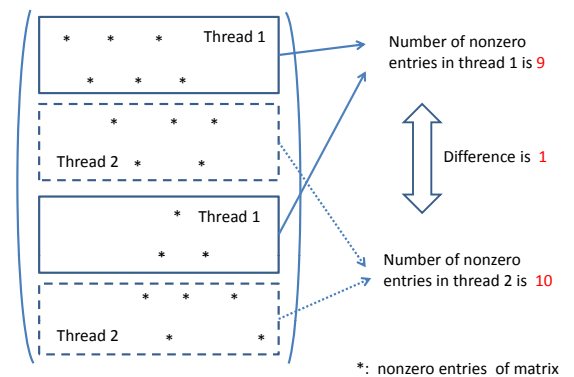 * * * Thread 1
* * *
* * *
Thread 2 * *
* Thread 1
* *
* * *
Thread 2 * *
Number of nonzero
entries in thread 1 is 9
Difference is 1
Number of nonzero
entries in thread 2 is 10
*: nonzero entries of matrix